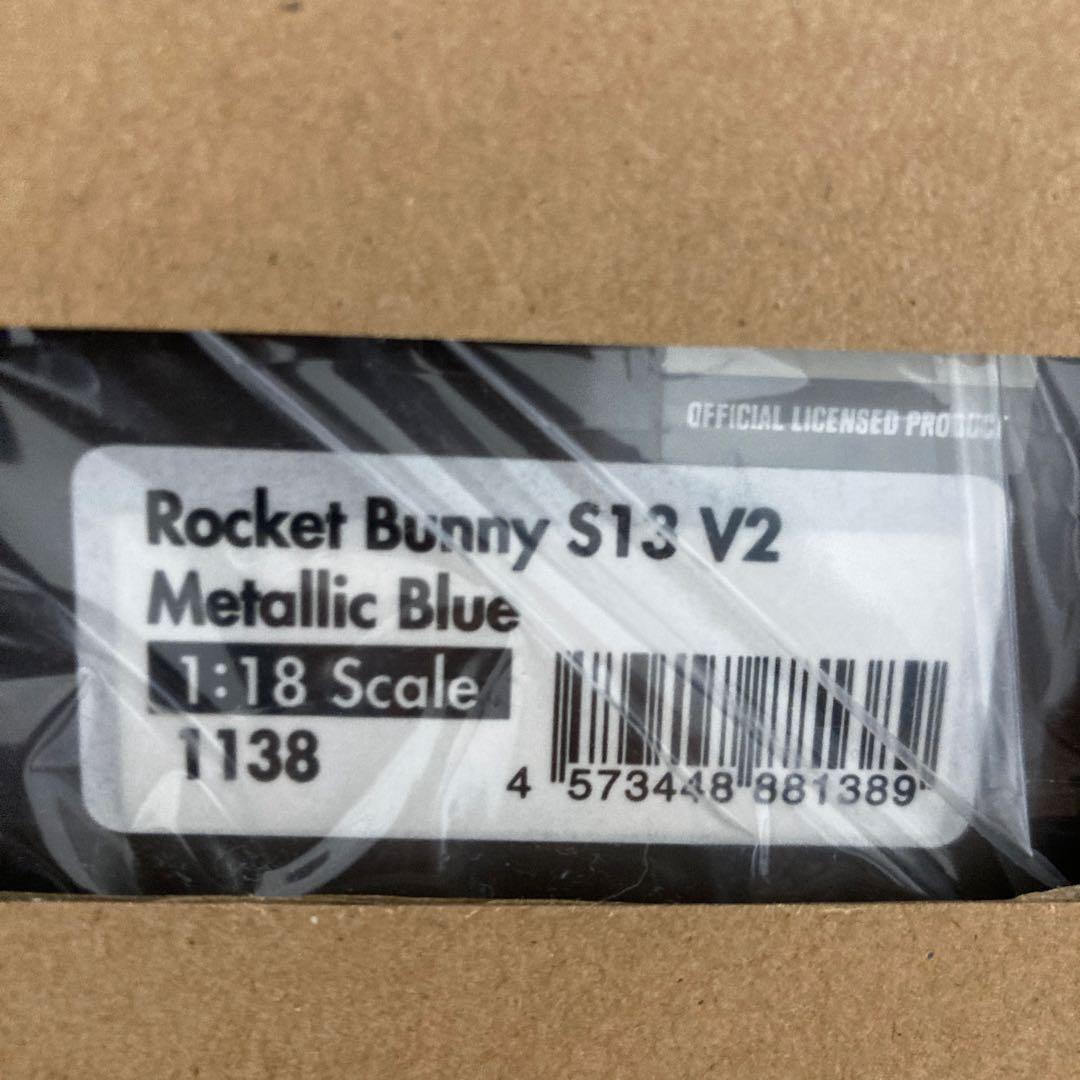 OFFICIAL LICENSED PRODUCT
Rocket Bunny S13 V2
Metallic Blue
1:18 Scale
1138
4 573448 881389